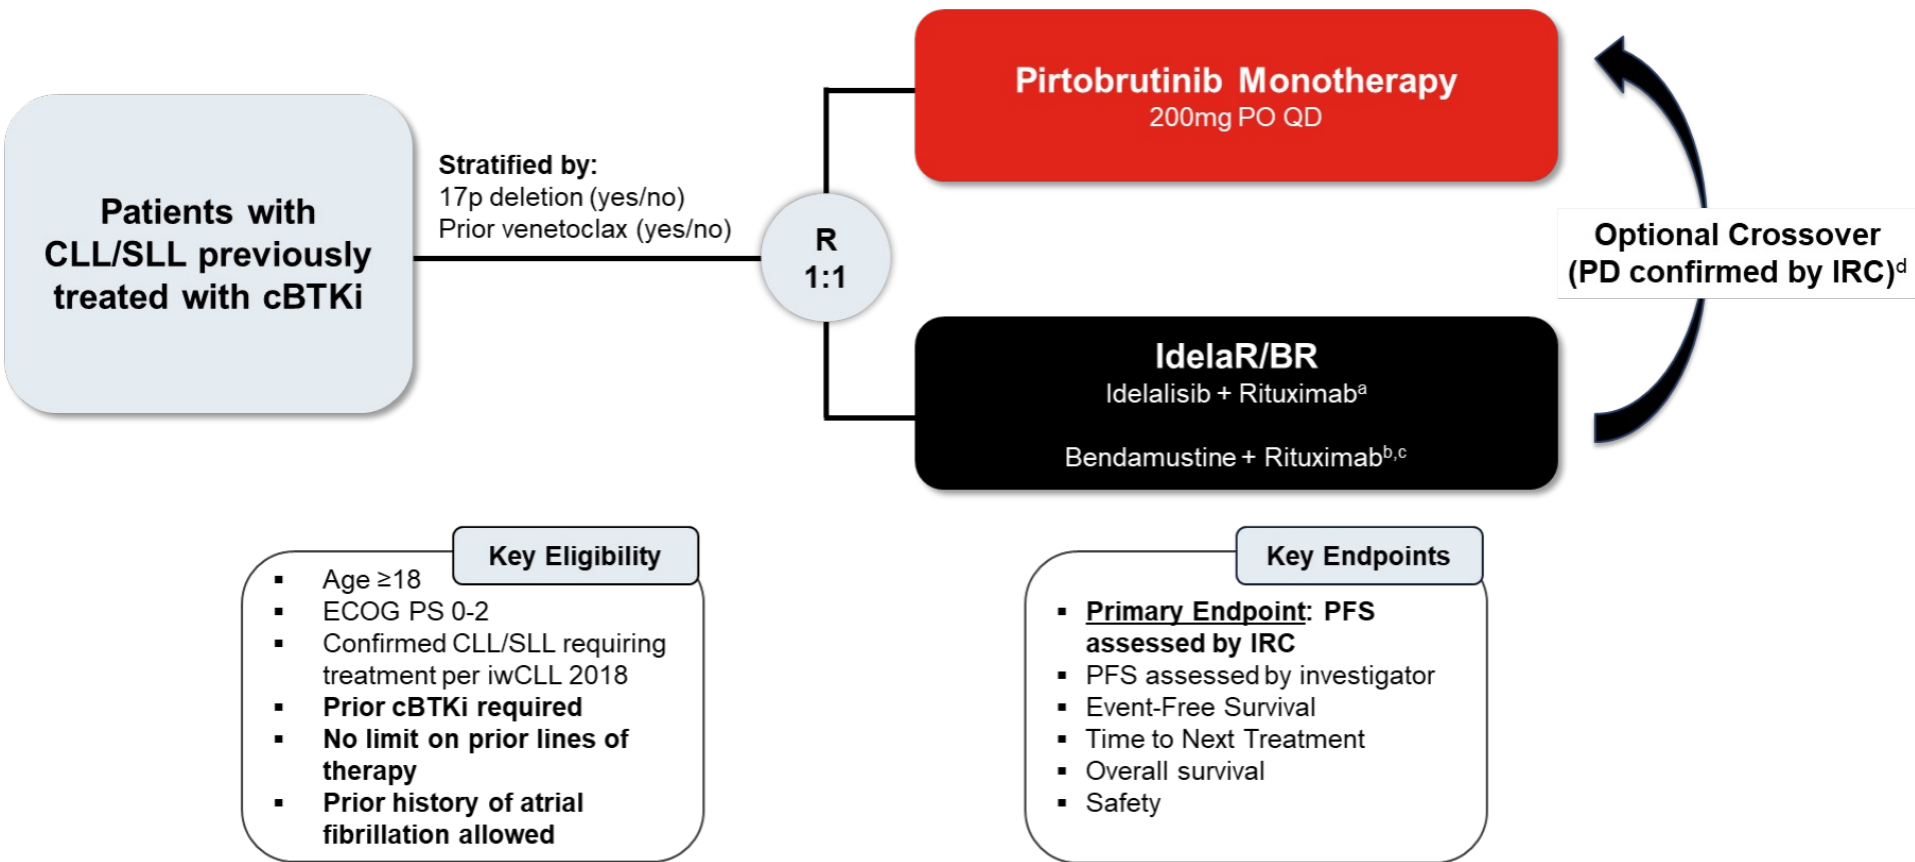 Patients with
CLL/SLL previously
treated with cBTKi
Stratified by:
17p deletion (yes/no)
Prior venetoclax (yes/no)
R
1:1
Pirtobrutinib Monotherapy
200mg PO QD
IdelaR/BR
Idelalisib + Rituximabᵃ
Bendamustine + Rituximabᵇ,ᶜ
Optional Crossover
(PD confirmed by IRC)ᵈ
Key Eligibility
▪ Age ≥18
▪ ECOG PS 0-2
▪ Confirmed CLL/SLL requiring
treatment per iwCLL 2018
▪ Prior cBTKi required
▪ No limit on prior lines of
therapy
▪ Prior history of atrial
fibrillation allowed
Key Endpoints
▪ Primary Endpoint: PFS
assessed by IRC
▪ PFS assessed by investigator
▪ Event-Free Survival
▪ Time to Next Treatment
▪ Overall survival
▪ Safety